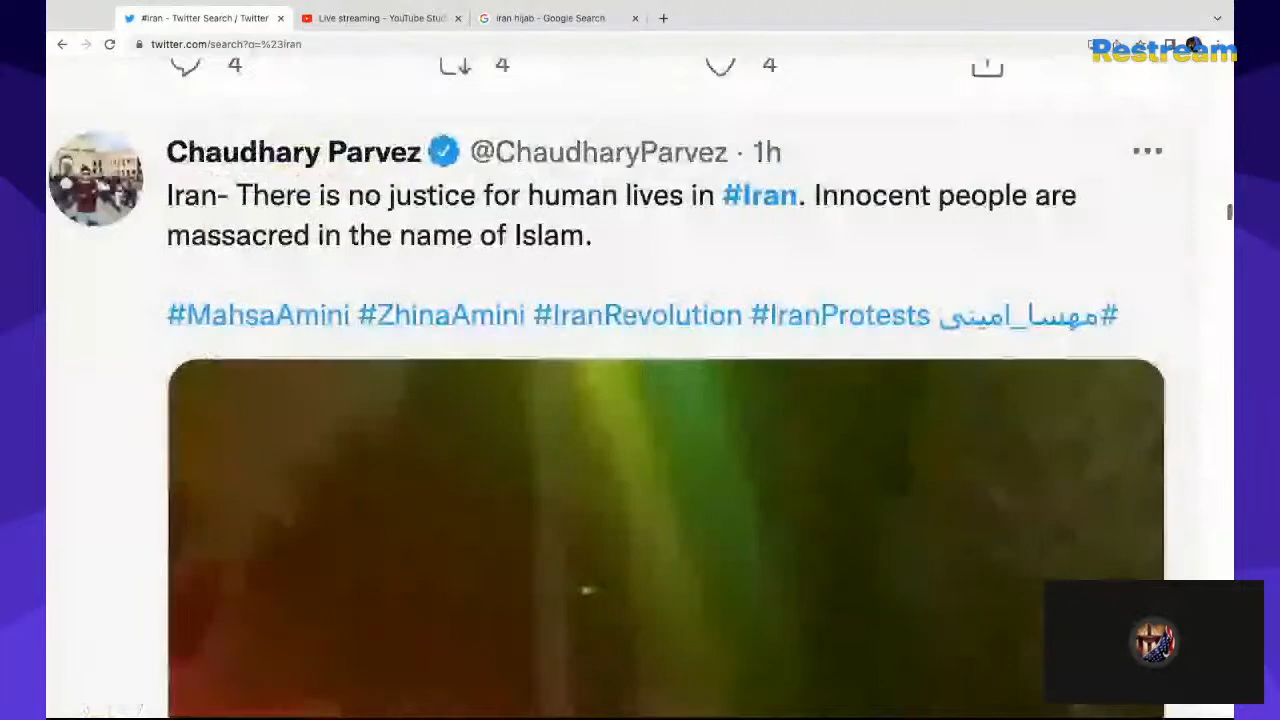 #Iran - Twitter Search / Twitter
Live streaming - YouTube Stud
iran hijab - Google Search
twitter.com/search?q=%23iran
Restream
4 4 4
Chaudhary Parvez @ChaudharyParvez · 1h
Iran- There is no justice for human lives in #Iran. Innocent people are
massacred in the name of Islam.
#MahsaAmini #ZhinaAmini #IranRevolution #IranProtests #مهسا_امینی